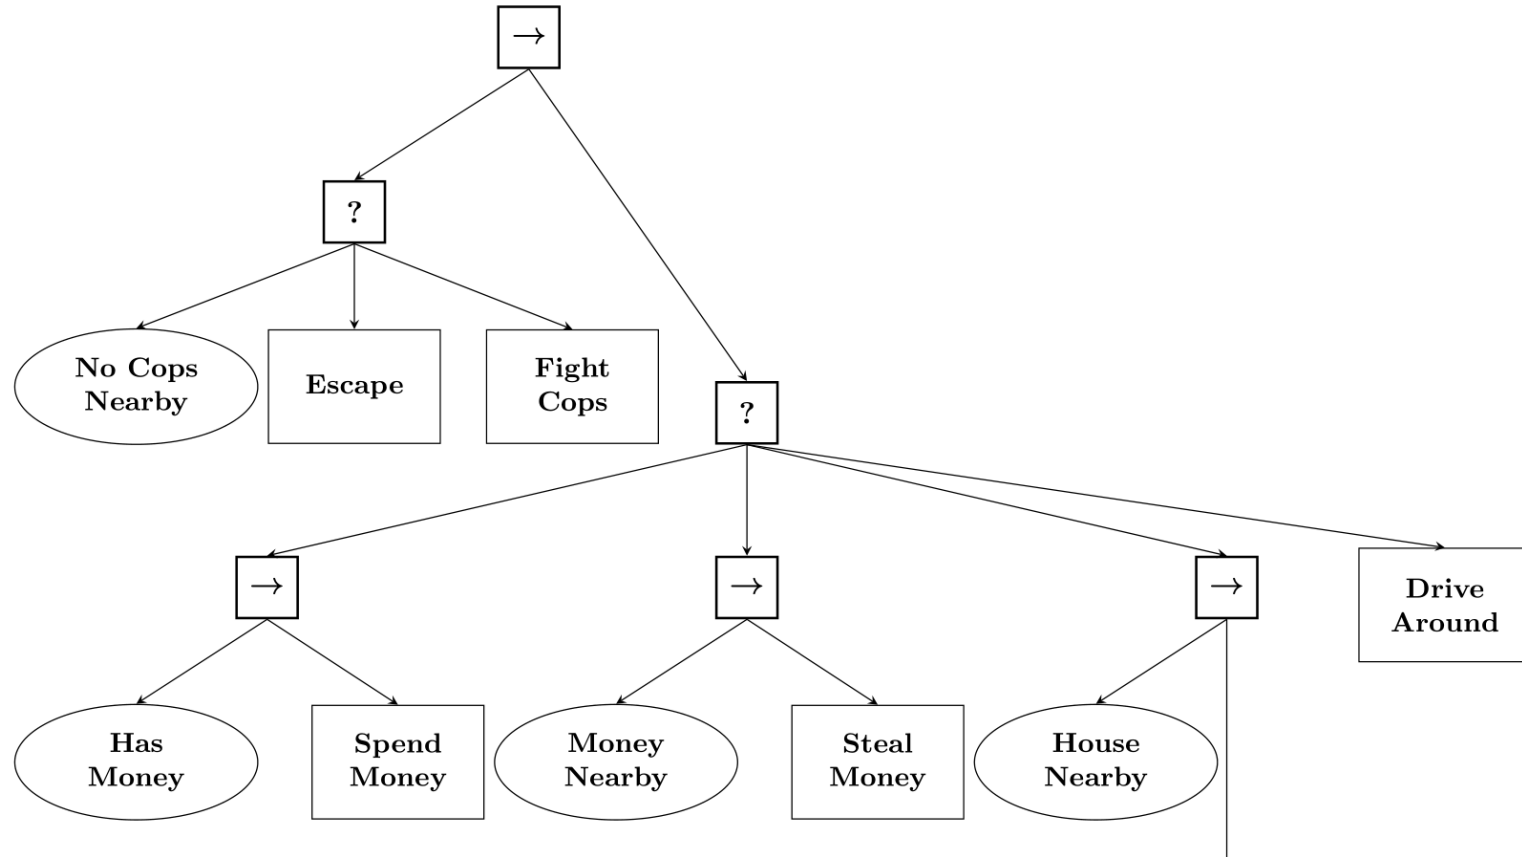 →
?
No Cops
Nearby
Escape
Fight
Cops
?
→
→
→
Drive
Around
Has
Money
Spend
Money
Money
Nearby
Steal
Money
House
Nearby